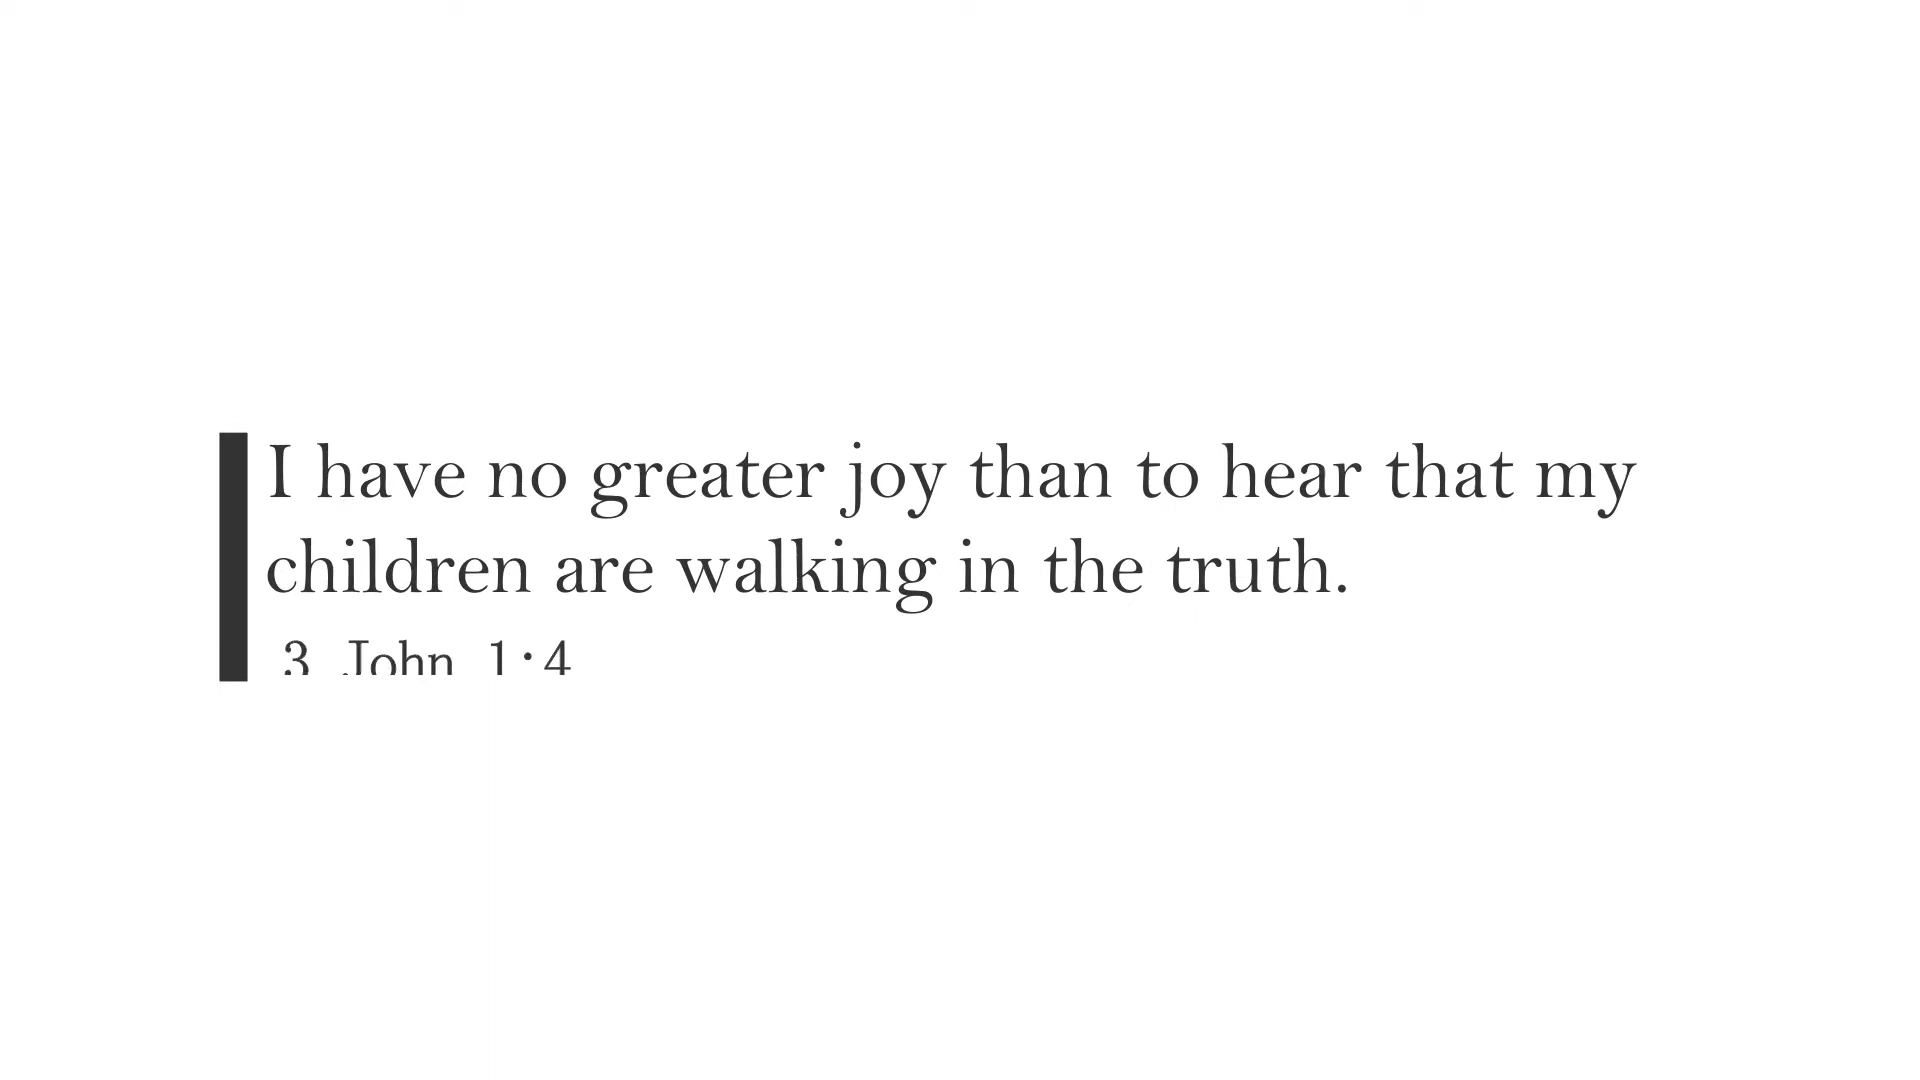 I have no greater joy than to hear that my
children are walking in the truth.
3 John 1:4